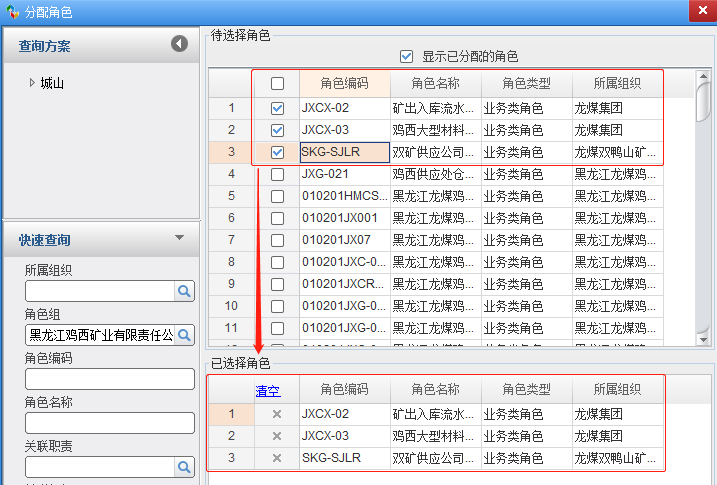 分配角色
查询方案
城山
快速查询
所属组织
角色组
黑龙江鸡西矿业有限责任公
角色编码
角色名称
关联职责
待选择角色
显示已分配的角色
角色编码 角色名称 角色类型 所属组织
1 JXCX-02 矿出入库流水... 业务类角色 龙煤集团
2 JXCX-03 鸡西大型材料... 业务类角色 龙煤集团
3 SKG-SJLR 双矿供应公司... 业务类角色 龙煤双鸭山矿...
4 JXG-021 鸡西供应处仓... 业务类角色 黑龙江龙煤鸡...
5 010201HMCS... 黑龙江龙煤鸡... 业务类角色 黑龙江龙煤鸡...
6 010201JX001 黑龙江龙煤鸡... 业务类角色 黑龙江龙煤鸡...
7 010201JX07 黑龙江龙煤鸡... 业务类角色 黑龙江龙煤鸡...
8 010201JXC-0... 黑龙江龙煤鸡... 业务类角色 黑龙江龙煤鸡...
9 010201JXCR... 黑龙江龙煤鸡... 业务类角色 黑龙江龙煤鸡...
10 010201JXG-0... 黑龙江龙煤鸡... 业务类角色 黑龙江龙煤鸡...
11 010201JXG-0... 黑龙江龙煤鸡... 业务类角色 黑龙江龙煤鸡...
已选择角色
清空 角色编码 角色名称 角色类型 所属组织
1 JXCX-02 矿出入库流水... 业务类角色 龙煤集团
2 JXCX-03 鸡西大型材料... 业务类角色 龙煤集团
3 SKG-SJLR 双矿供应公司... 业务类角色 龙煤双鸭山矿...